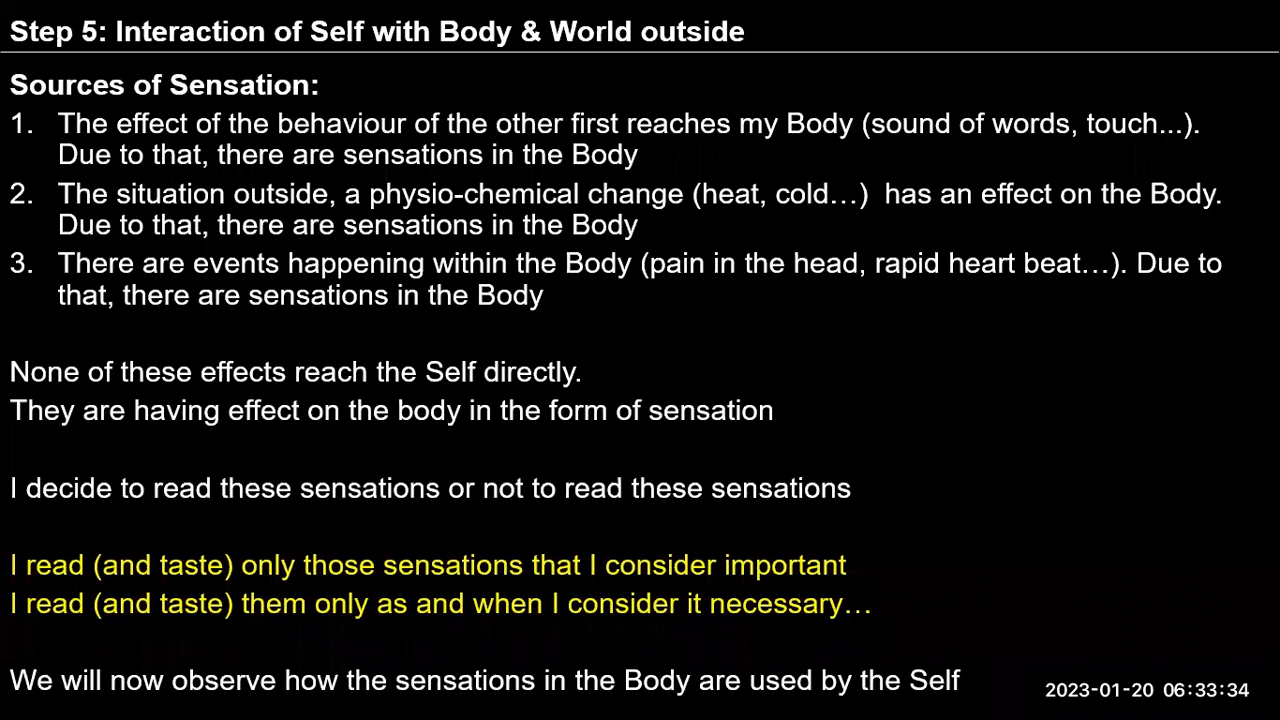 Step 5: Interaction of Self with Body & World outside
Sources of Sensation:
1. The effect of the behaviour of the other first reaches my Body (sound of words, touch...).
Due to that, there are sensations in the Body
2. The situation outside, a physio-chemical change (heat, cold…) has an effect on the Body.
Due to that, there are sensations in the Body
3. There are events happening within the Body (pain in the head, rapid heart beat…). Due to
that, there are sensations in the Body
None of these effects reach the Self directly.
They are having effect on the body in the form of sensation
I decide to read these sensations or not to read these sensations
I read (and taste) only those sensations that I consider important
I read (and taste) them only as and when I consider it necessary…
We will now observe how the sensations in the Body are used by the Self
2023-01-20 06:33:34